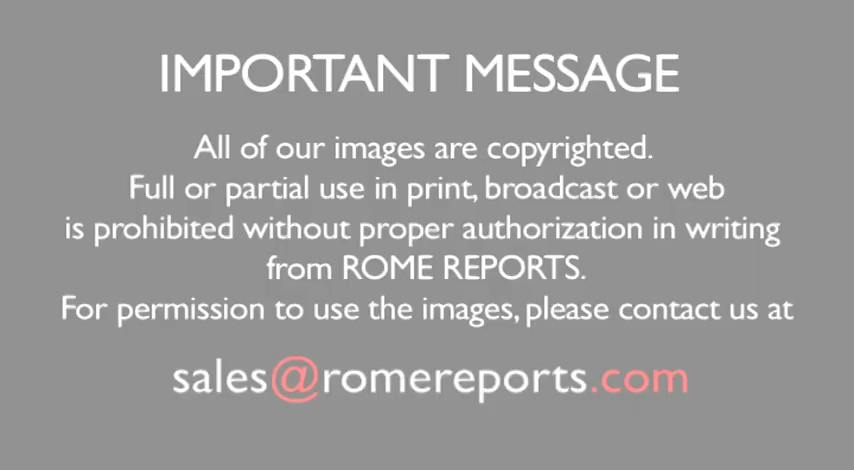 IMPORTANT MESSAGE
All of our images are copyrighted.
Full or partial use in print, broadcast or web
is prohibited without proper authorization in writing
from ROME REPORTS.
For permission to use the images, please contact us at
sales@romereports.com